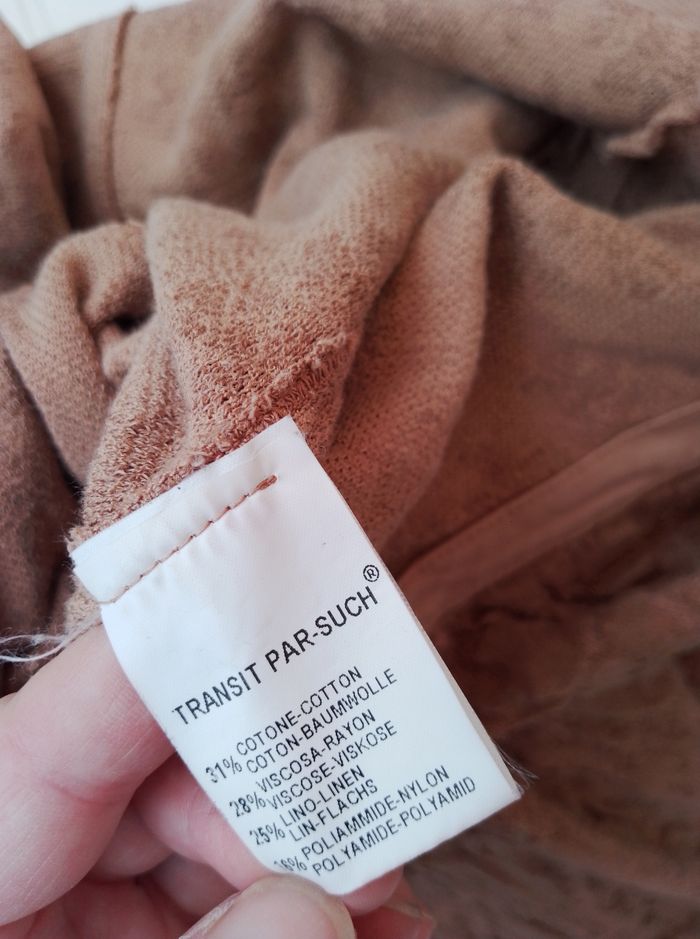 TRANSIT PAR-SUCH®
31% COTONE-COTTON
COTON-BAUMWOLLE
28% VISCOSA-RAYON
VISCOSE-VISKOSE
25% LINO-LINEN
LIN-FLACHS
16% POLIAMMIDE-NYLON
POLYAMIDE-POLYAMID